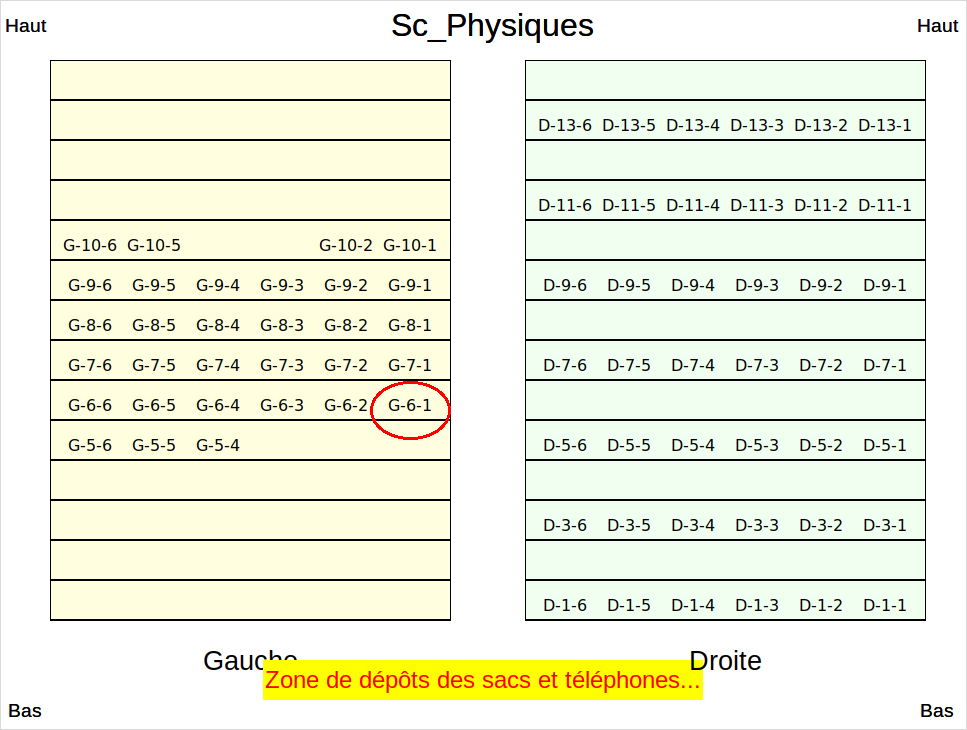 Haut Sc_Physiques Haut
D-13-6 D-13-5 D-13-4 D-13-3 D-13-2 D-13-1
D-11-6 D-11-5 D-11-4 D-11-3 D-11-2 D-11-1
G-10-6 G-10-5 G-10-2 G-10-1
G-9-6 G-9-5 G-9-4 G-9-3 G-9-2 G-9-1 D-9-6 D-9-5 D-9-4 D-9-3 D-9-2 D-9-1
G-8-6 G-8-5 G-8-4 G-8-3 G-8-2 G-8-1
G-7-6 G-7-5 G-7-4 G-7-3 G-7-2 G-7-1 D-7-6 D-7-5 D-7-4 D-7-3 D-7-2 D-7-1
G-6-6 G-6-5 G-6-4 G-6-3 G-6-2 G-6-1
G-5-6 G-5-5 G-5-4 D-5-6 D-5-5 D-5-4 D-5-3 D-5-2 D-5-1
D-3-6 D-3-5 D-3-4 D-3-3 D-3-2 D-3-1
D-1-6 D-1-5 D-1-4 D-1-3 D-1-2 D-1-1
Gauche Droite
Zone de dépôts des sacs et téléphones...
Bas Bas